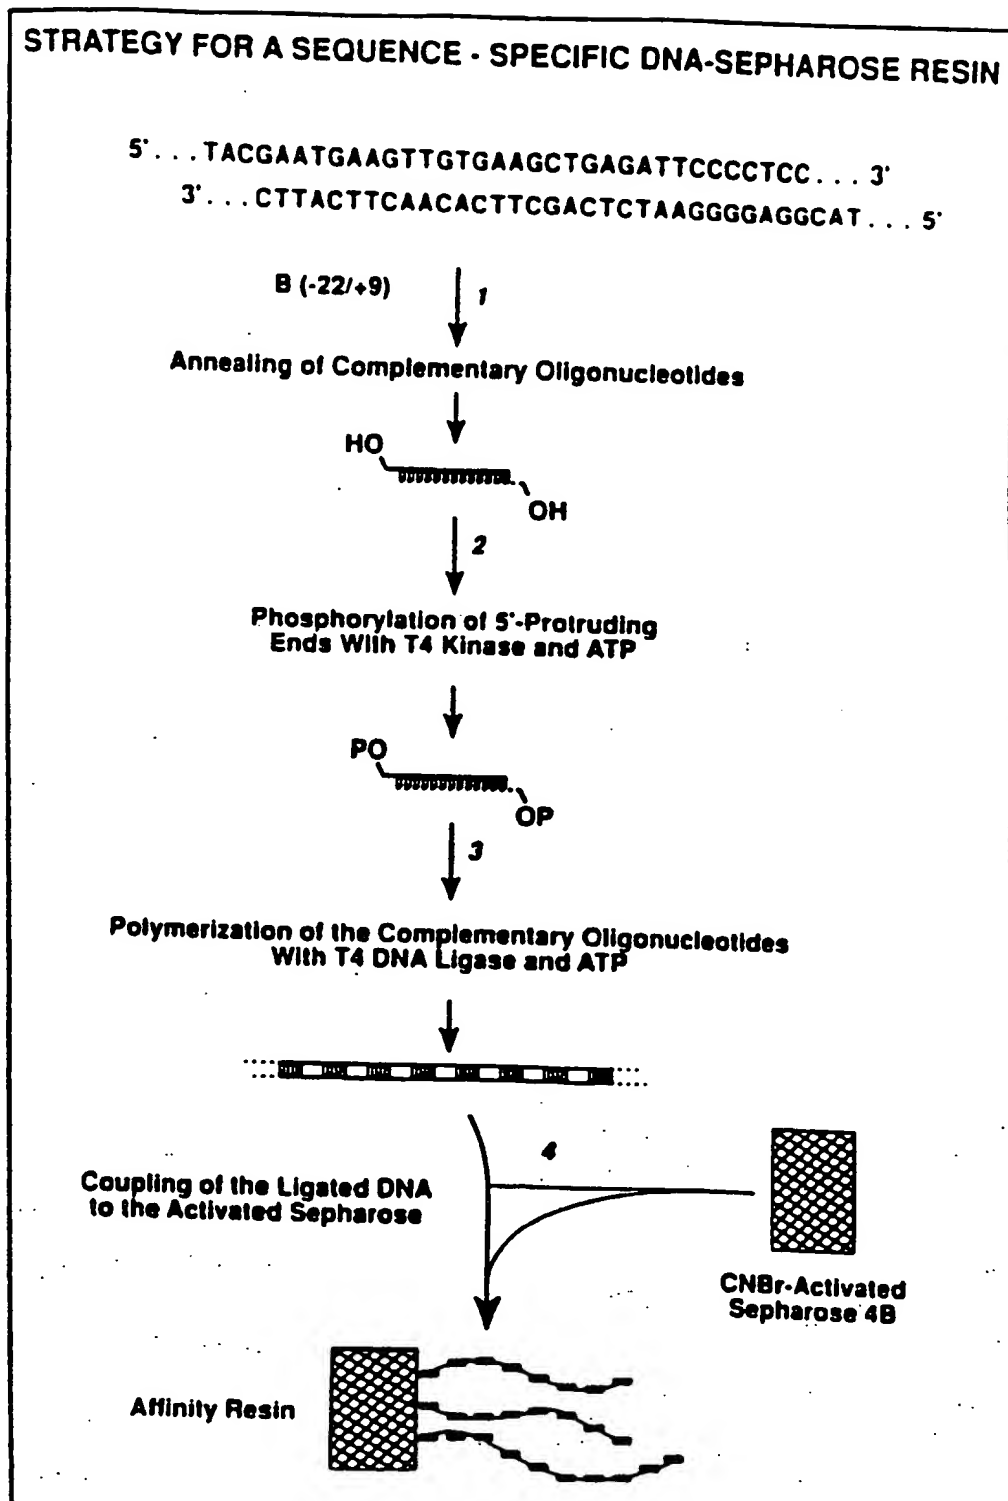 STRATEGY FOR A SEQUENCE - SPECIFIC DNA-SEPHAROSE RESIN
5'...TACGAATGAAGTTGTGAAGCTGAGATTCCCCTCC...3'
3'...CTTACTTCAACACTTCGACTCTAAGGGGAGGCAT...5'
B (-22/+9)
1
Annealing of Complementary Oligonucleotides
HO
OH
2
Phosphorylation of 5'-Protruding
Ends With T4 Kinase and ATP
PO
OP
3
Polymerization of the Complementary Oligonucleotides
With T4 DNA Ligase and ATP
4
Coupling of the Ligated DNA
to the Activated Sepharose
CNBr-Activated
Sepharose 4B
Affinity Resin